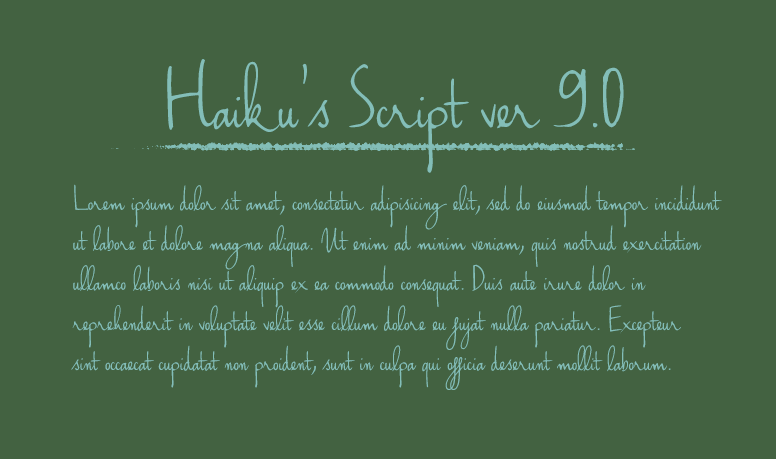 Haiku's Script ver 9.0
Lorem ipsum dolor sit amet, consectetur adipisicing elit, sed do eiusmod tempor incididunt
ut labore et dolore magna aliqua. Ut enim ad minim veniam, quis nostrud exercitation
ullamco laboris nisi ut aliquip ex ea commodo consequat. Duis aute irure dolor in
reprehenderit in voluptate velit esse cillum dolore eu fujat nulla pariatur. Excepteur
sint occaecat cupidatat non proident, sunt in culpa qui officia deserunt mollit laborum.